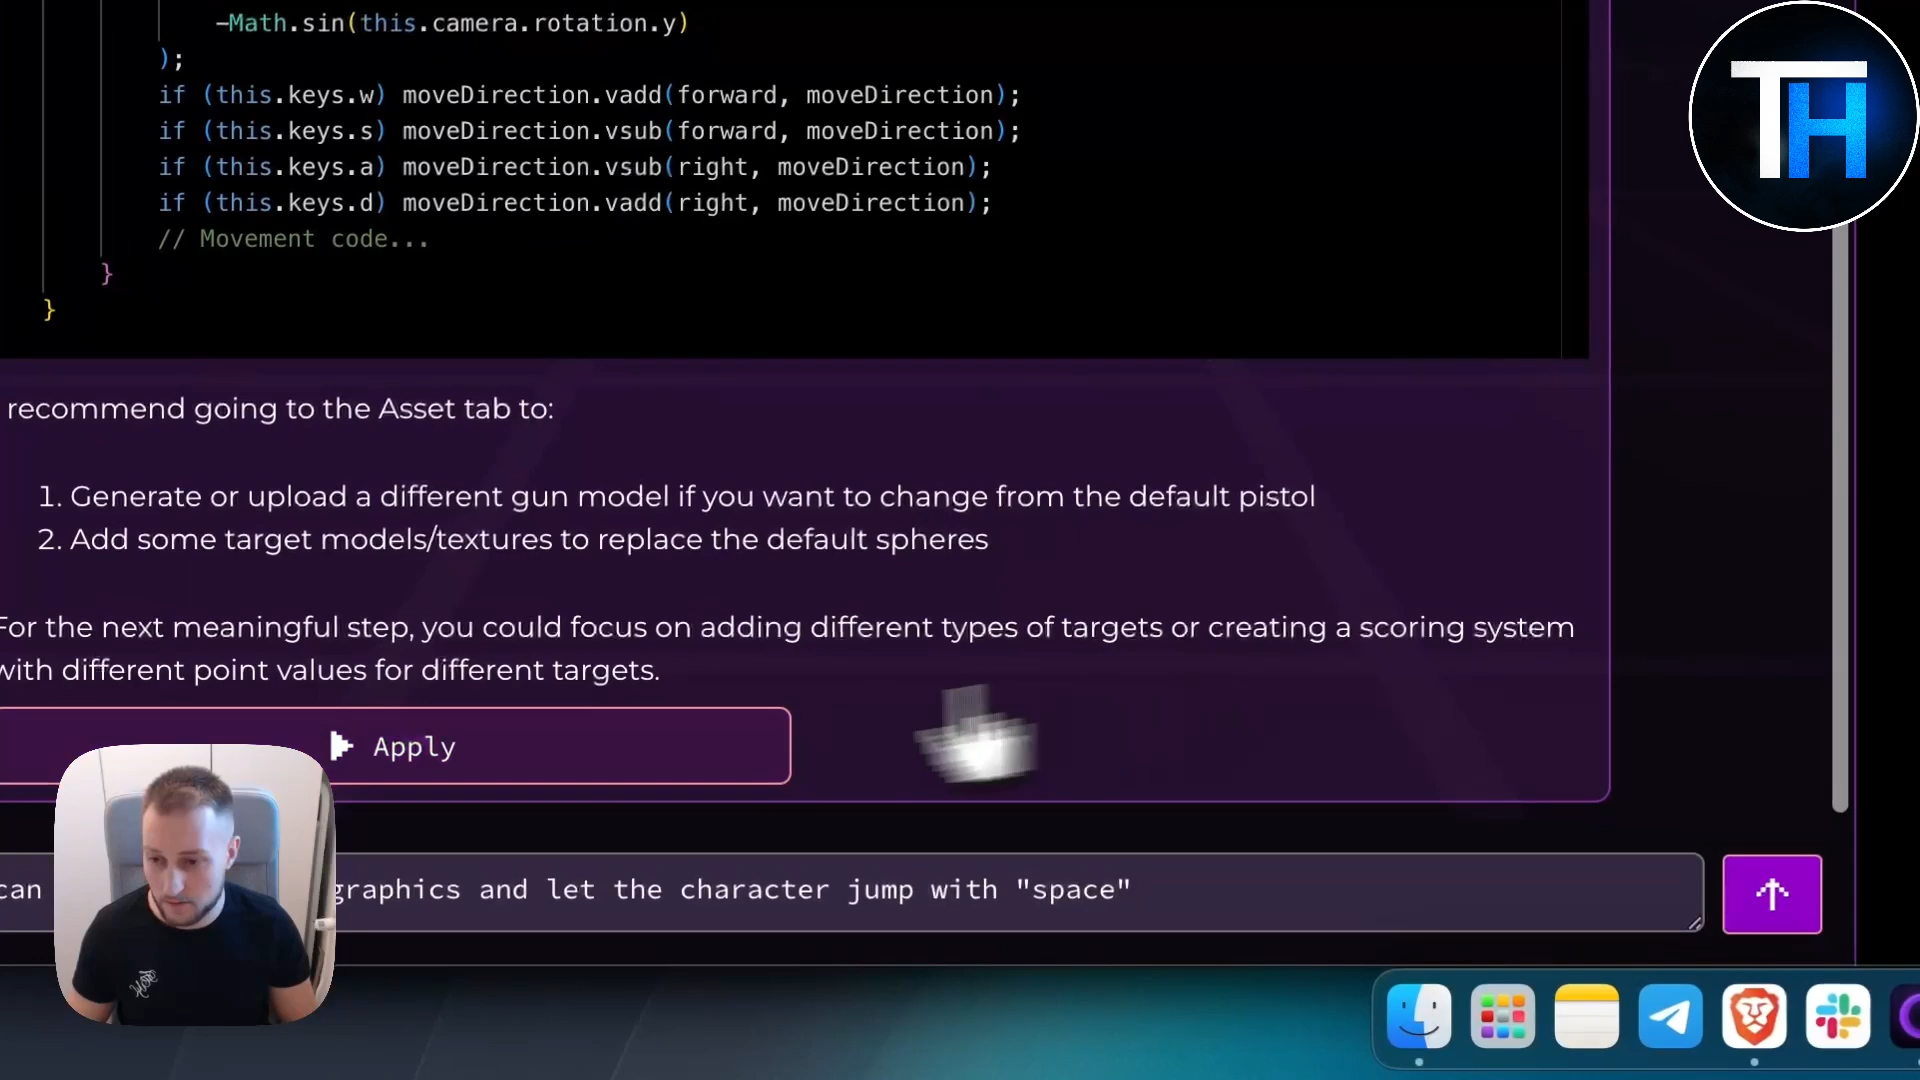 -Math.sin(this.camera.rotation.y)
);
if (this.keys.w) moveDirection.vadd(forward, moveDirection);
if (this.keys.s) moveDirection.vsub(forward, moveDirection);
if (this.keys.a) moveDirection.vsub(right, moveDirection);
if (this.keys.d) moveDirection.vadd(right, moveDirection);
// Movement code...
}
}
recommend going to the Asset tab to:
1. Generate or upload a different gun model if you want to change from the default pistol
2. Add some target models/textures to replace the default spheres
For the next meaningful step, you could focus on adding different types of targets or creating a scoring system
with different point values for different targets.
Apply
can graphics and let the character jump with "space"
TH